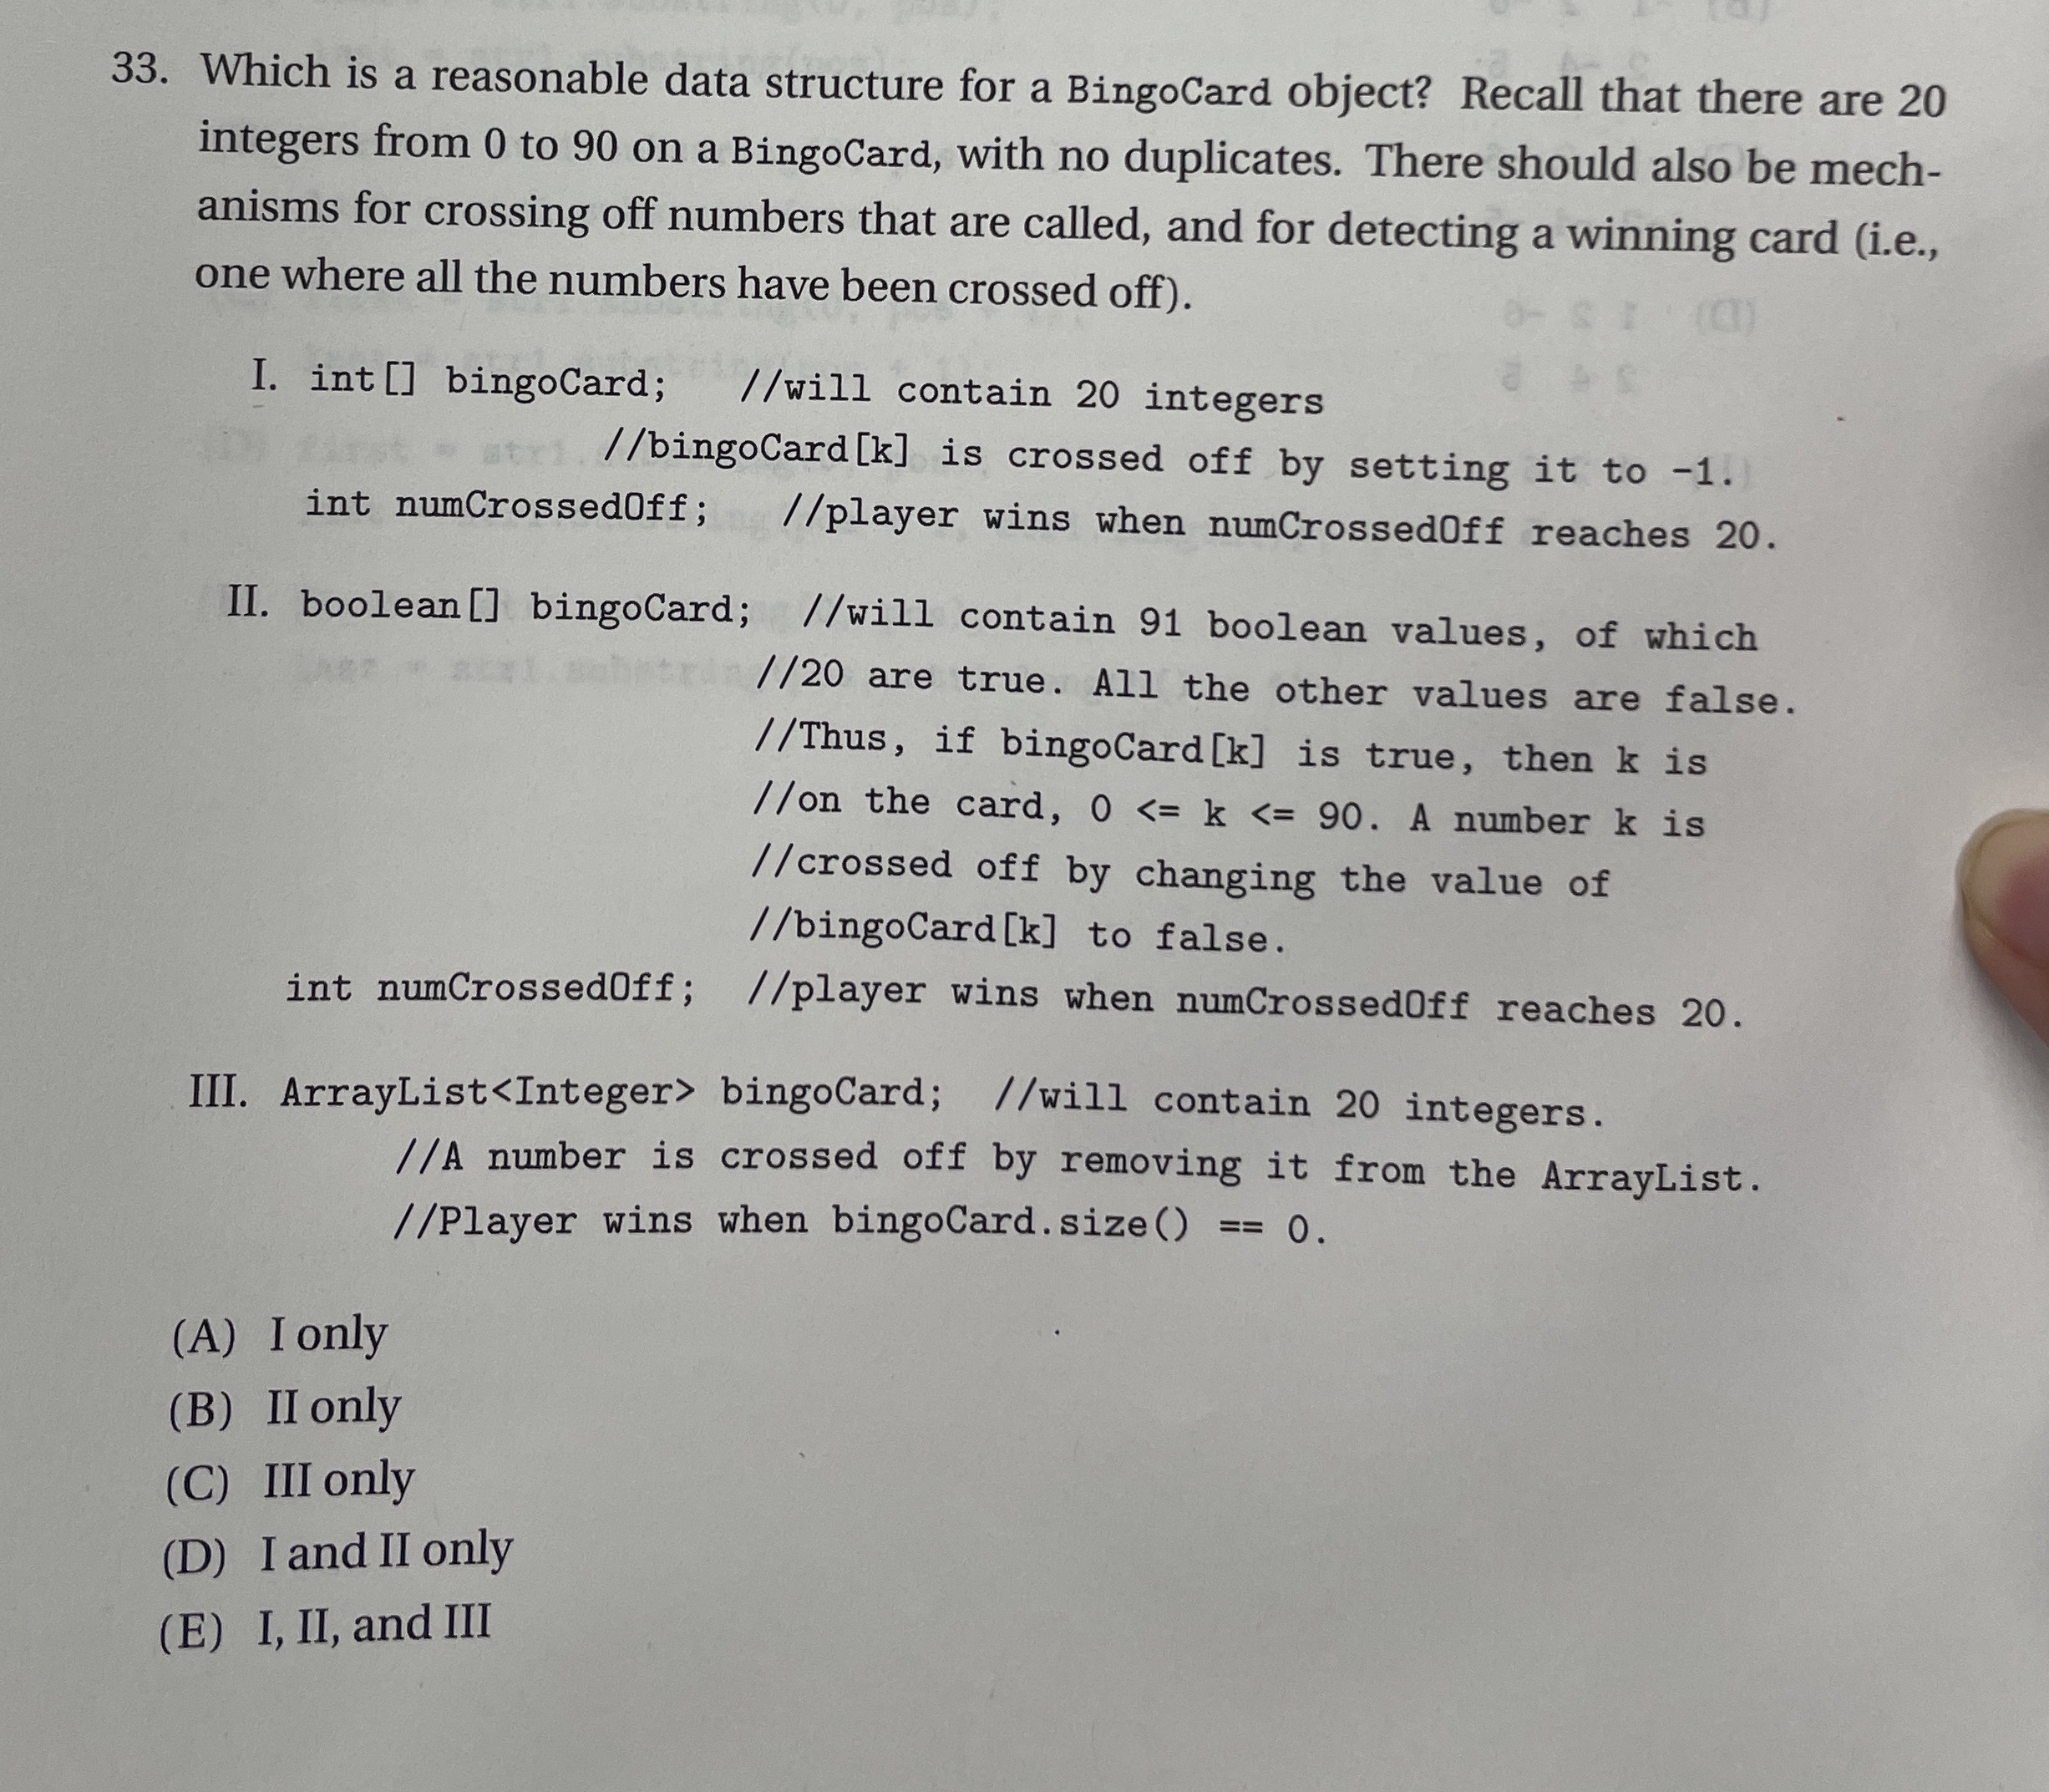 33. Which is a reasonable data structure for a BingoCard object? Recall that there are 20
integers from 0 to 90 on a BingoCard, with no duplicates. There should also be mech-
anisms for crossing off numbers that are called, and for detecting a winning card (i.e.,
one where all the numbers have been crossed off).
I. int[] bingoCard; //will contain 20 integers
//bingoCard[k] is crossed off by setting it to -1.
int numCrossedOff; //player wins when numCrossedOff reaches 20.
II. boolean[] bingoCard; //will contain 91 boolean values, of which
//20 are true. All the other values are false.
//Thus, if bingoCard[k] is true, then k is
//on the card, 0 <= k <= 90. A number k is
//crossed off by changing the value of
//bingoCard[k] to false.
int numCrossedOff; //player wins when numCrossedOff reaches 20.
III. ArrayList<Integer> bingoCard; //will contain 20 integers.
//A number is crossed off by removing it from the ArrayList.
//Player wins when bingoCard.size() == 0.
(A) I only
(B) II only
(C) III only
(D) I and II only
(E) I, II, and III